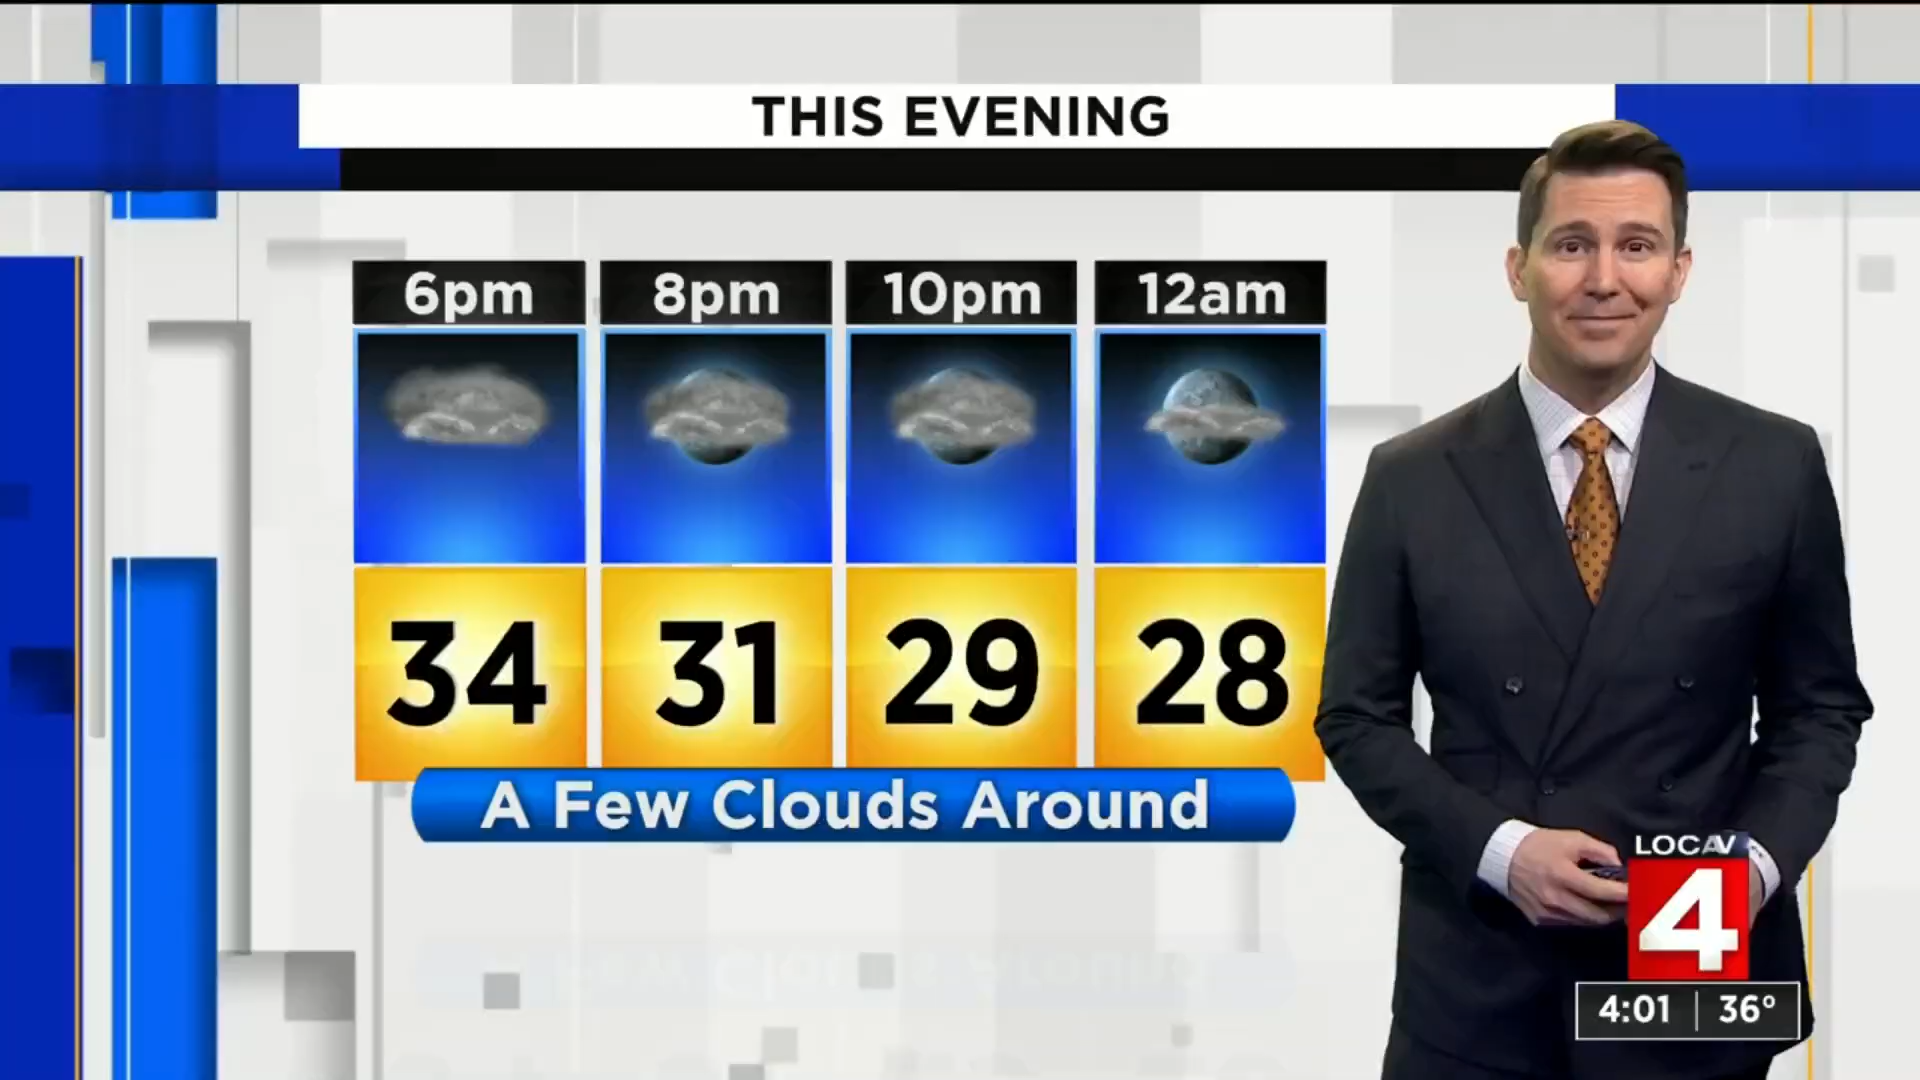 THIS EVENING
6pm 8pm 10pm 12am
34 31 29 28
A Few Clouds Around
LOCAL
4
4:01 36°